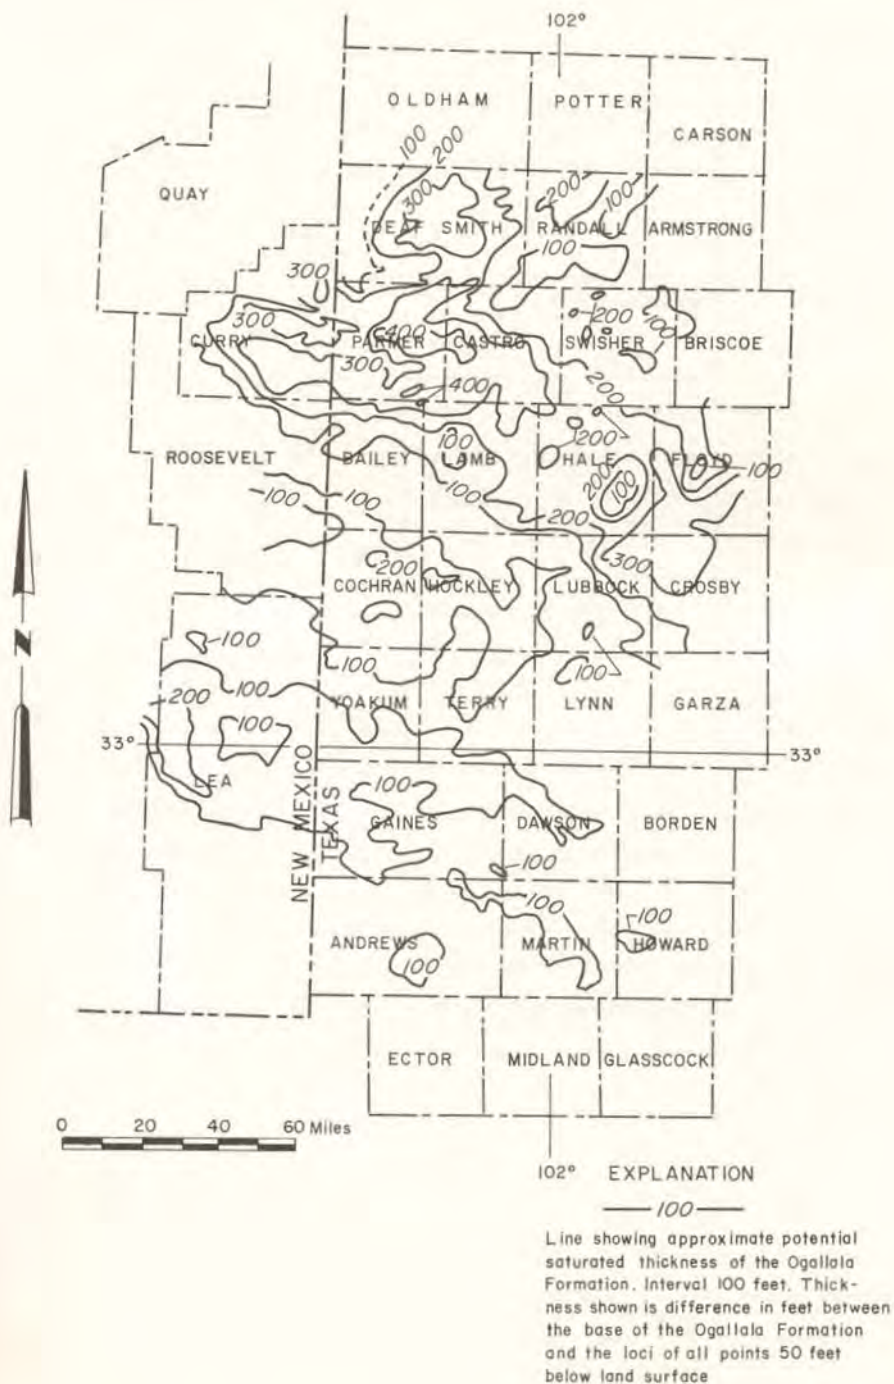 102°
OLDHAM POTTER
CARSON
100 200
QUAY
300 200 100
DEAF SMITH RANDALL ARMSTRONG
100
300
200 100
300 400
CURRY PARMER CASTRO SWISHER BRISCOE
300
400 200
100 200
ROOSEVELT BAILEY LAMB HALE FLOYD 100
200 100
100 100 100
200
300
200
COCHRAN HOCKLEY LUBBOCK CROSBY
100
100 100
200 100 YOAKUM TERRY LYNN GARZA
100
33° 33°
LEA
NEW MEXICO
TEXAS
100
GAINES DAWSON BORDEN
100
100 100
ANDREWS MARTIN HOWARD
100
N
ECTOR MIDLAND GLASSCOCK
0 20 40 60 Miles
102° EXPLANATION
100
Line showing approximate potential
saturated thickness of the Ogallala
Formation. Interval 100 feet. Thick-
ness shown is difference in feet between
the base of the Ogallala Formation
and the loci of all points 50 feet
below land surface